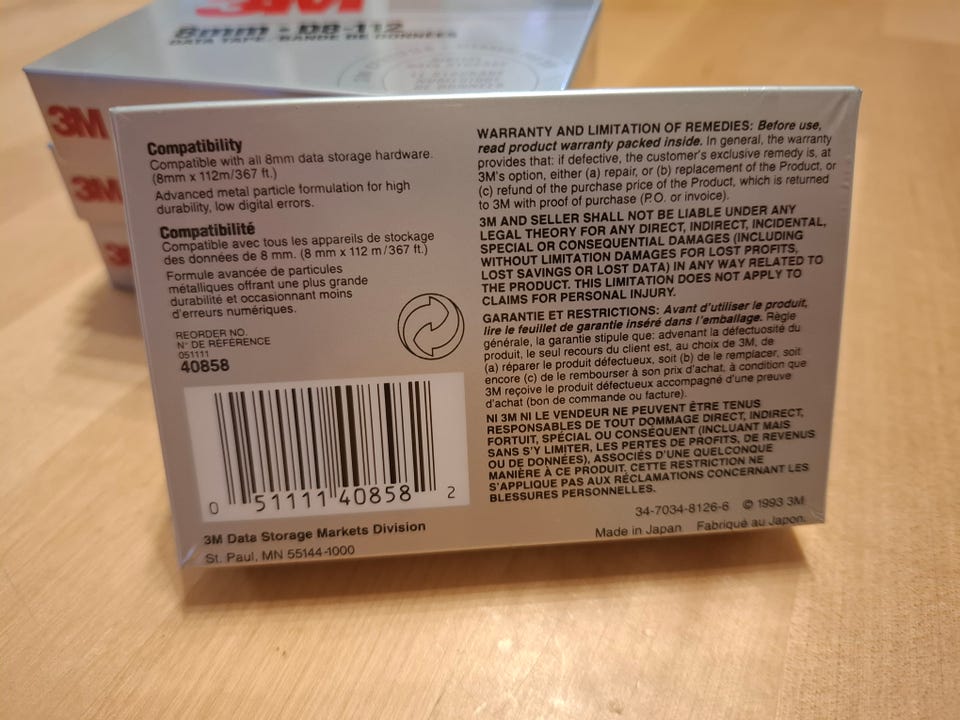 3M
8mm • D8-112
DATA TAPE/BANDE DE DONNÉES
3M
3M
3M
Compatibility
Compatible with all 8mm data storage hardware.
(8mm x 112m/367 ft.)
Advanced metal particle formulation for high
durability, low digital errors.
Compatibilité
Compatible avec tous les appareils de stockage
des données de 8 mm. (8 mm x 112 m/367 ft.)
Formule avancée de particules
métalliques offrant une plus grande
durabilité et occasionnant moins
d'erreurs numériques.
REORDER NO.
N° DE RÉFÉRENCE
051111
40858
0 51111 40858 2
3M Data Storage Markets Division
St. Paul, MN 55144-1000
WARRANTY AND LIMITATION OF REMEDIES: Before use,
read product warranty packed inside. In general, the warranty
provides that: if defective, the customer's exclusive remedy is, at
3M's option, either (a) repair, or (b) replacement of the Product, or
(c) refund of the purchase price of the Product, which is returned
to 3M with proof of purchase (P.O. or invoice).
3M AND SELLER SHALL NOT BE LIABLE UNDER ANY
LEGAL THEORY FOR ANY DIRECT, INDIRECT, INCIDENTAL,
SPECIAL OR CONSEQUENTIAL DAMAGES (INCLUDING
WITHOUT LIMITATION DAMAGES FOR LOST PROFITS,
LOST SAVINGS OR LOST DATA) IN ANY WAY RELATED TO
THE PRODUCT. THIS LIMITATION DOES NOT APPLY TO
CLAIMS FOR PERSONAL INJURY.
GARANTIE ET RESTRICTIONS: Avant d'utiliser le produit,
lire le feuillet de garantie inséré dans l'emballage. Règle
générale, la garantie stipule que: advenant la défectuosité du
produit, le seul recours du client est, au choix de 3M, de
(a) réparer le produit défectueux, soit (b) de le remplacer, soit
encore (c) de le rembourser à son prix d'achat, à condition que
3M reçoive le produit défectueux accompagné d'une preuve
d'achat (bon de commande ou facture).
NI 3M NI LE VENDEUR NE PEUVENT ÊTRE TENUS
RESPONSABLES DE TOUT DOMMAGE DIRECT, INDIRECT,
FORTUIT, SPÉCIAL OU CONSÉQUENT (INCLUANT MAIS
SANS S'Y LIMITER, LES PERTES DE PROFITS, DE REVENUS
OU DE DONNÉES), ASSOCIÉS D'UNE QUELCONQUE
MANIÈRE À CE PRODUIT. CETTE RESTRICTION NE
S'APPLIQUE PAS AUX RÉCLAMATIONS CONCERNANT LES
BLESSURES PERSONNELLES.
34-7034-8126-6 © 1993 3M
Made in Japan Fabriqué au Japon.